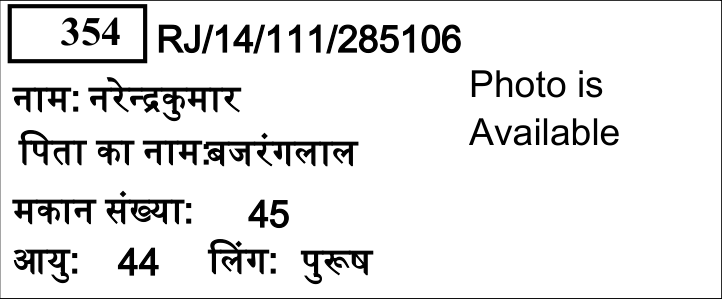 354 RJ/14/111/285106
नाम: नरेन्द्रकुमार
Photo is
Available
पिता का नाम:बजरंगलाल
मकान संख्या: 45
आयु: 44 लिंग: पुरूष